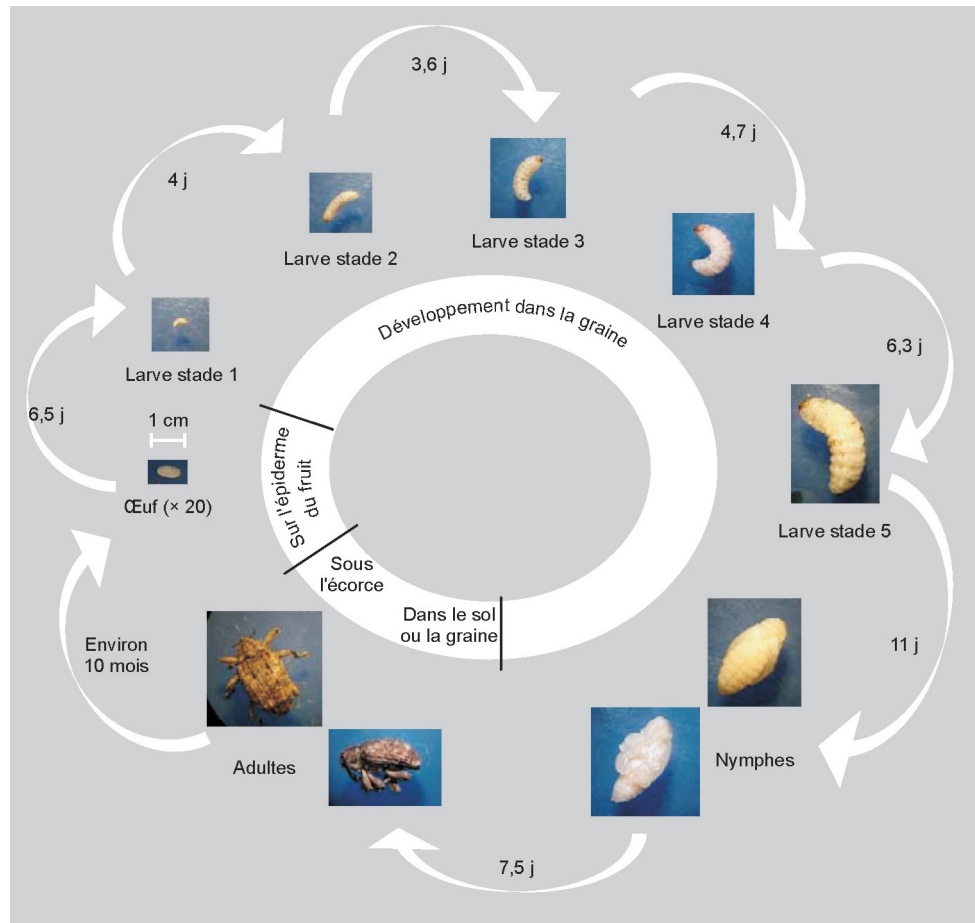 3,6 j
4,7 j
4 j
Larve stade 3
Larve stade 2
Larve stade 4
Développement dans la graine
6,3 j
Larve stade 1
6,5 j
1 cm
Œuf (× 20)
Sur l'épiderme
du fruit
Larve stade 5
Sous
l'écorce
Dans le sol
ou la graine
Environ
10 mois
11 j
Adultes
Nymphes
7,5 j